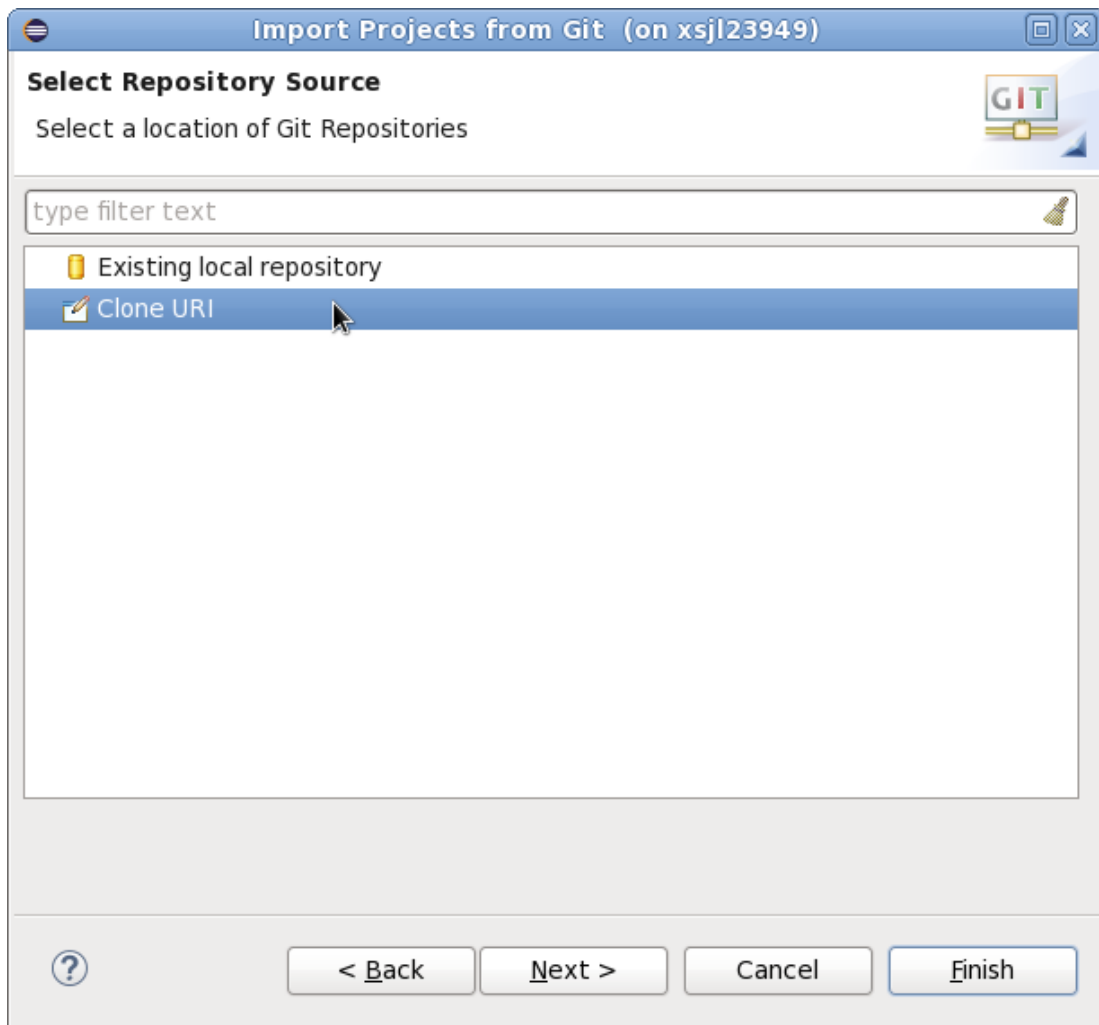 Import Projects from Git (on xsjl23949)
Select Repository Source
Select a location of Git Repositories
GIT
type filter text
Existing local repository
Clone URI
?
< Back
Next >
Cancel
Finish